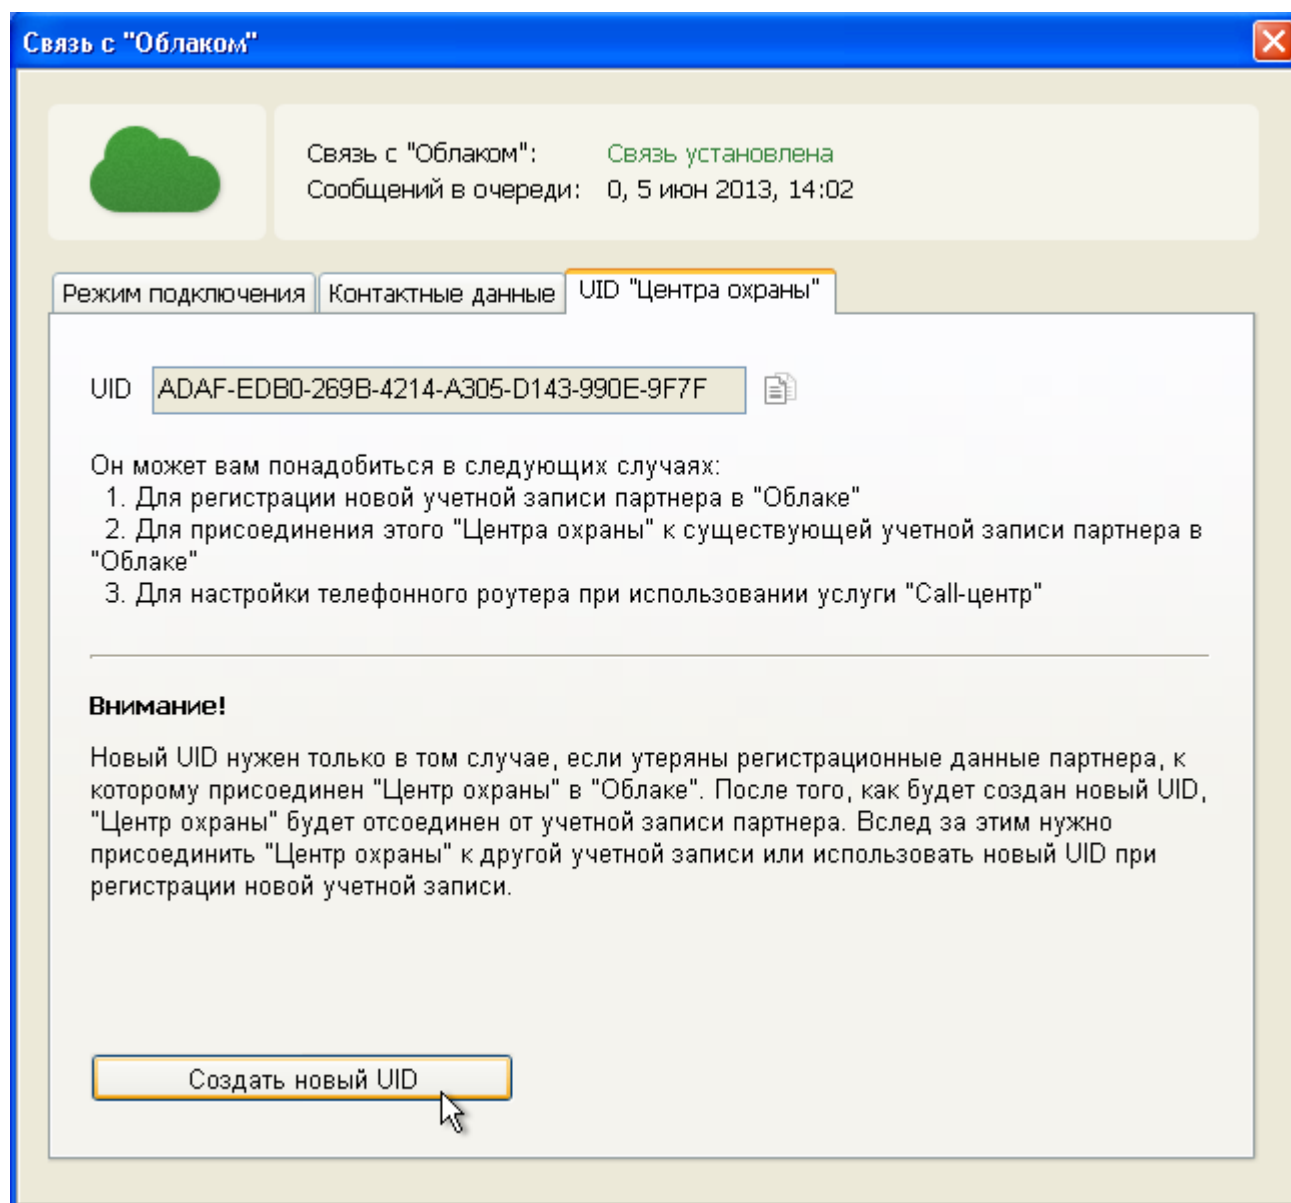 Связь с "Облаком"
Связь с "Облаком": Связь установлена
Сообщений в очереди: 0, 5 июн 2013, 14:02
Режим подключения Контактные данные UID "Центра охраны"
UID ADAF-EDB0-269B-4214-A305-D143-990E-9F7F
Он может вам понадобиться в следующих случаях:
1. Для регистрации новой учетной записи партнера в "Облаке"
2. Для присоединения этого "Центра охраны" к существующей учетной записи партнера в
"Облаке"
3. Для настройки телефонного роутера при использовании услуги "Call-центр"
Внимание!
Новый UID нужен только в том случае, если утеряны регистрационные данные партнера, к
которому присоединен "Центр охраны" в "Облаке". После того, как будет создан новый UID,
"Центр охраны" будет отсоединен от учетной записи партнера. Вслед за этим нужно
присоединить "Центр охраны" к другой учетной записи или использовать новый UID при
регистрации новой учетной записи.
Создать новый UID